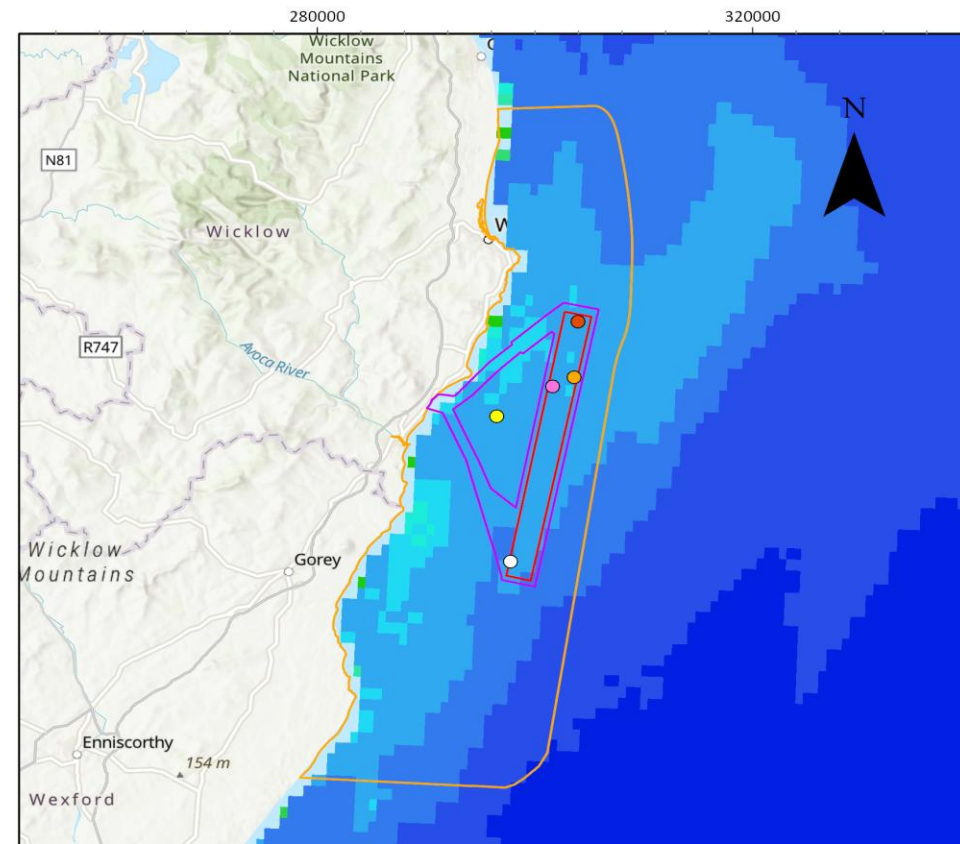 280000
320000
Wicklow
Mountains
National Park
N
N81
Wicklow
W
R747
Avoca River
Wicklow
Mountains
Gorey
Enniscorthy
154 m
Wexford